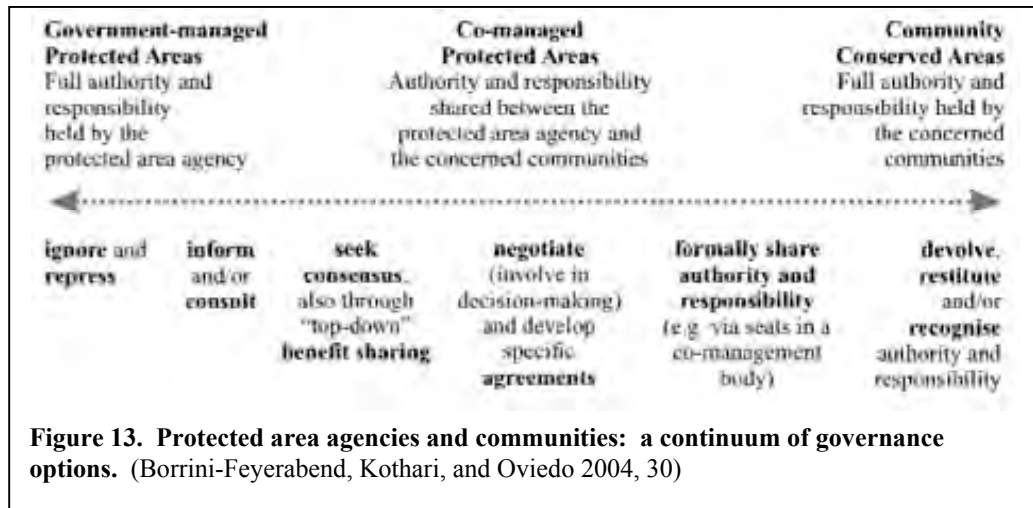 Government-managed
Protected Areas
Full authority and
responsibility
held by the
protected area agency
Co-managed
Protected Areas
Authority and responsibility
shared between the
protected area agency and
the concerned communities
Community
Conserved Areas
Full authority and
responsibility held by
the concerned
communities
ignore and
repress
inform
and/or
consult
seek
consensus,
also through
"top-down"
benefit sharing
negotiate
(involve in
decision-making)
and develop
specific
agreements
formally share
authority and
responsibility
(e.g. via seats in a
co-management
body)
devolve,
restitute
and/or
recognise
authority and
responsibility
Figure 13. Protected area agencies and communities: a continuum of governance
options. (Borrini-Feyerabend, Kothari, and Oviedo 2004, 30)